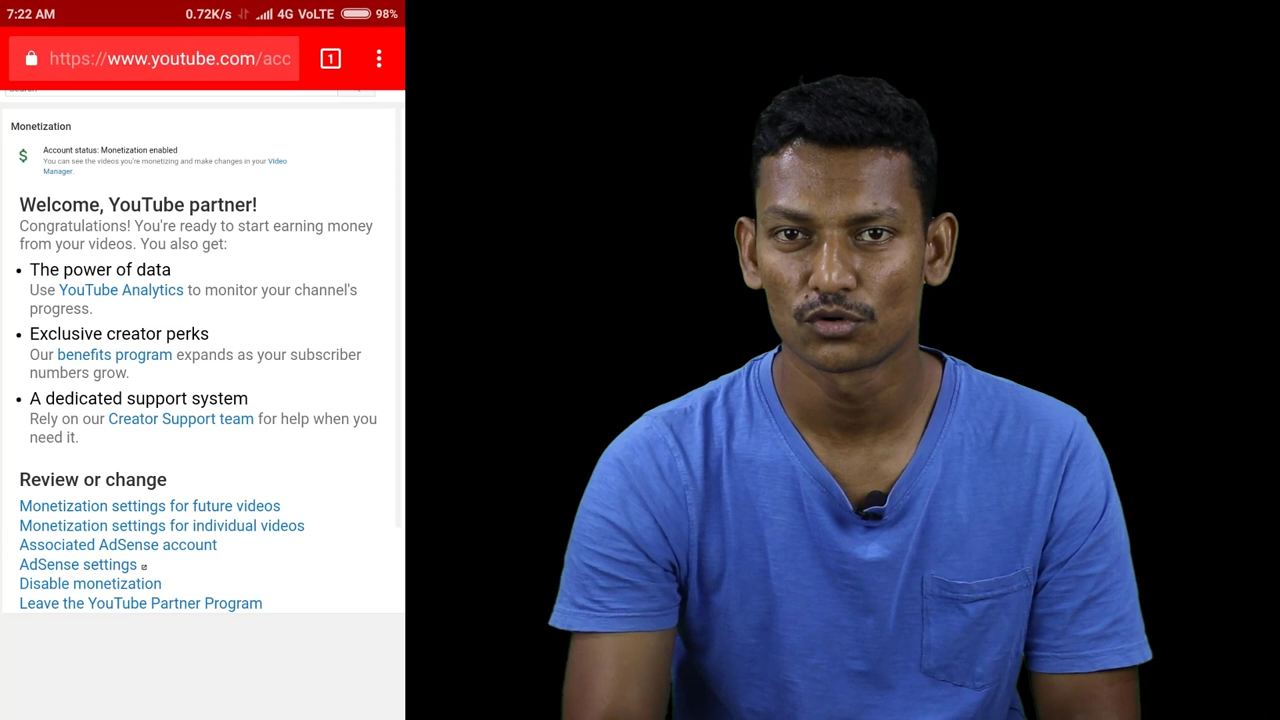 7:22 AM 0.72K/s 4G VoLTE 98%
https://www.youtube.com/acc 1
Monetization
Account status: Monetization enabled
You can see the videos you're monetizing and make changes in your Video
Manager.
$
Welcome, YouTube partner!
Congratulations! You're ready to start earning money
from your videos. You also get:
• The power of data
Use YouTube Analytics to monitor your channel's
progress.
• Exclusive creator perks
Our benefits program expands as your subscriber
numbers grow.
• A dedicated support system
Rely on our Creator Support team for help when you
need it.
Review or change
Monetization settings for future videos
Monetization settings for individual videos
Associated AdSense account
AdSense settings
Disable monetization
Leave the YouTube Partner Program